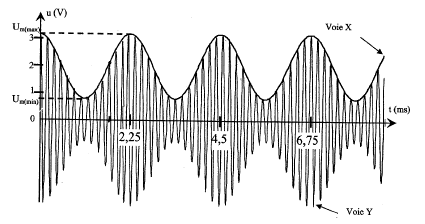 u (V)
Um(max)
3
2
1
Um(min)
0
2,25
4,5
6,75
t (ms)
Voie X
Voie Y